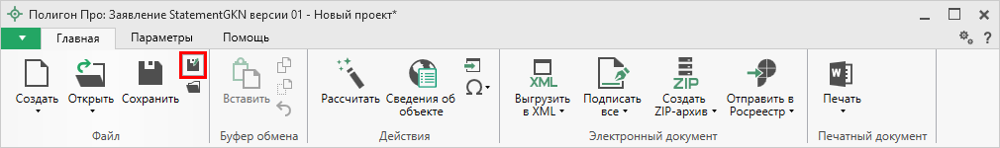 Полигон Про: Заявление StatementGKN версии 01 - Новый проект*
Главная Параметры Помощь ?
Создать Открыть Сохранить
Файл
Вставить
Буфер обмена
Рассчитать Сведения об
объекте
Ω
Действия
XML
Выгрузить
в XML
Подписать
все
ZIP
Создать
ZIP-архив
Отправить в
Росреестр
Электронный документ
W
Печать
Печатный документ